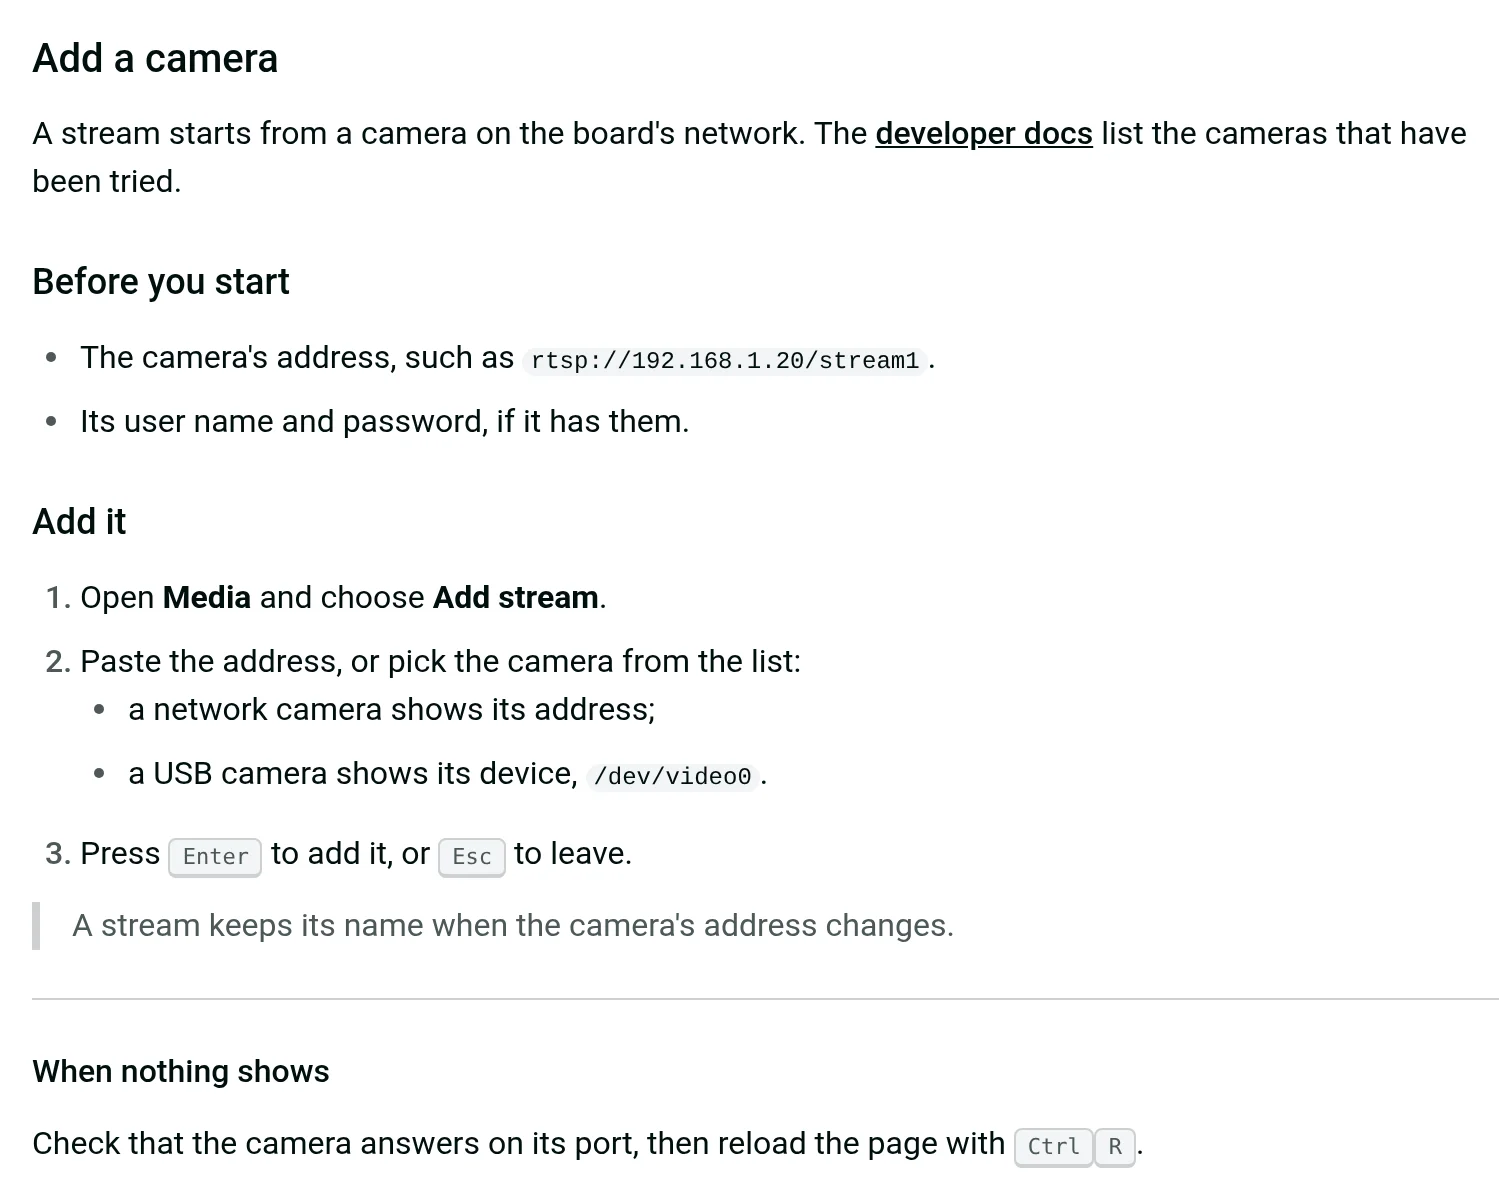 Add a camera
A stream starts from a camera on the board's network. The developer docs list the cameras that have
been tried.
Before you start
• The camera's address, such as rtsp://192.168.1.20/stream1.
• Its user name and password, if it has them.
Add it
1. Open Media and choose Add stream.
2. Paste the address, or pick the camera from the list:
• a network camera shows its address;
• a USB camera shows its device, /dev/video0.
3. Press Enter to add it, or Esc to leave.
A stream keeps its name when the camera's address changes.
When nothing shows
Check that the camera answers on its port, then reload the page with Ctrl R.